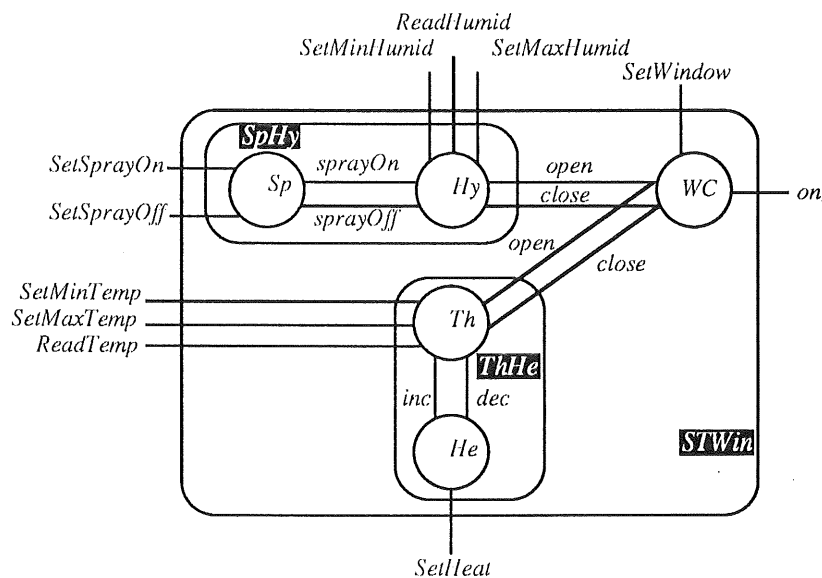 ReadHumid
SetMinHumid SetMaxHumid
SetWindow
SpHy
SetSprayOn sprayOn open
Sp Hy close WC on
SetSprayOff sprayOff
open
close
SetMinTemp
SetMaxTemp Th
ReadTemp
ThHe
inc dec
He STWin
SetHeat